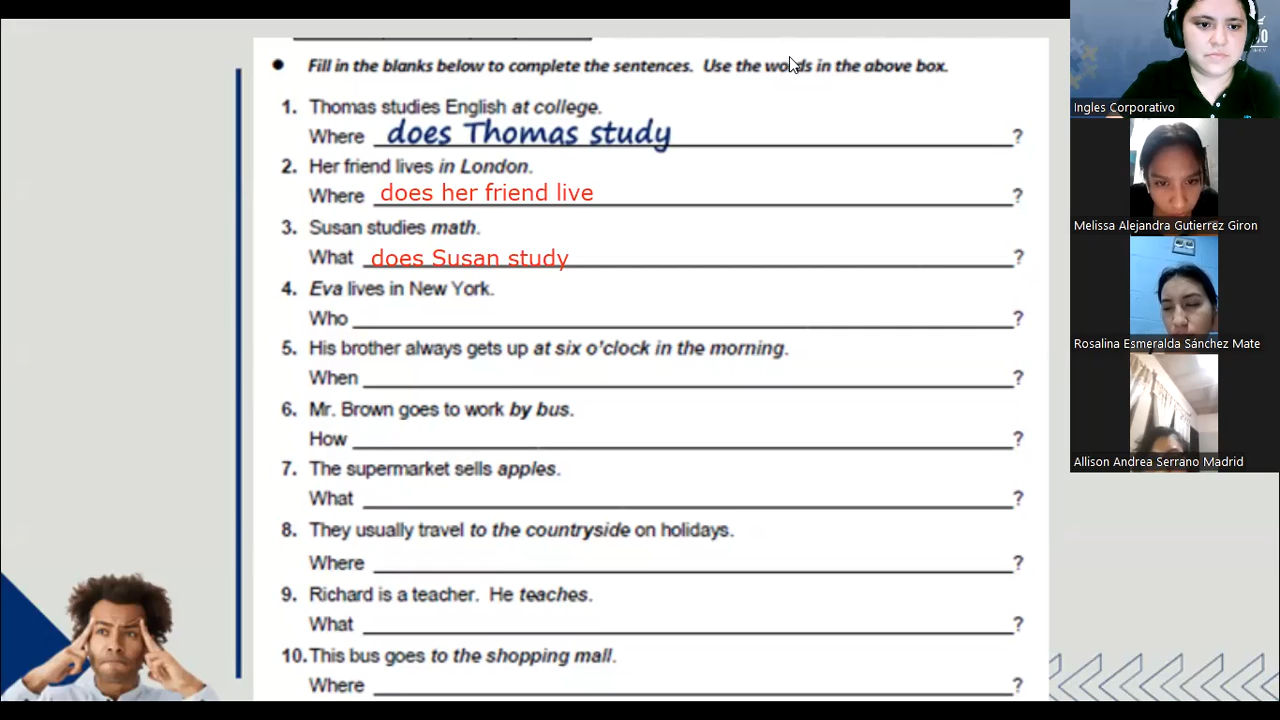 Fill in the blanks below to complete the sentences. Use the words in the above box.
1. Thomas studies English at college.
Where does Thomas study ?
2. Her friend lives in London.
Where does her friend live ?
3. Susan studies math.
What does Susan study ?
4. Eva lives in New York.
Who ?
5. His brother always gets up at six o'clock in the morning.
When ?
6. Mr. Brown goes to work by bus.
How ?
7. The supermarket sells apples.
What ?
8. They usually travel to the countryside on holidays.
Where ?
9. Richard is a teacher. He teaches.
What ?
10. This bus goes to the shopping mall.
Where ?
Ingles Corporativo
Melissa Alejandra Gutierrez Giron
Rosalina Esmeralda Sánchez Mate
Allison Andrea Serrano Madrid